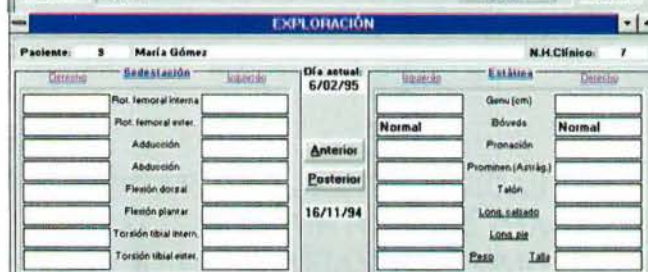 EXPLORACIÓN
Paciente: 3 María Gómez N.H.Clínico: 7
Derecho Sedestación Izquierdo
Rot. femoral interna
Rot. femoral exter.
Adducción
Abducción
Flexión dorsal
Flexión plantar
Torsión tibial intern.
Torsión tibial exter.
Día actual:
6/02/95
Anterior
Posterior
16/11/94
Izquierdo Estática Derecho
Genu (cm)
Normal Bóveda Normal
Pronación
Prominen.(Astrág.)
Talón
Long. calzado
Long. pie
Peso Talla